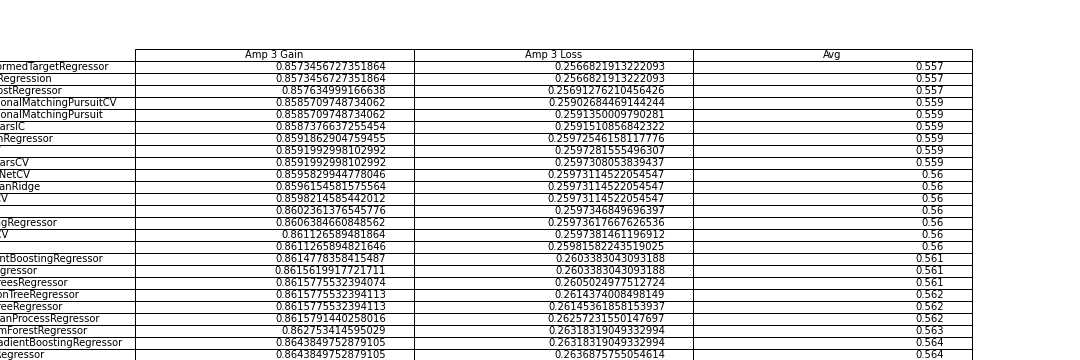 Amp 3 Gain Amp 3 Loss Avg
ormedTargetRegressor 0.8573456727351864 0.2566821913222093 0.557
Regression 0.8573456727351864 0.2566821913222093 0.557
ostRegressor 0.857634999166638 0.25691276210456426 0.557
onalMatchingPursuitCV 0.8585709748734062 0.25902684469144244 0.559
onalMatchingPursuit 0.8585709748734062 0.2591350009790281 0.559
arsIC 0.8587376637255454 0.2591510856842322 0.559
nRegressor 0.8591862904759455 0.25972546158117776 0.559
0.8591992998102992 0.2597281555496307 0.559
arsCV 0.8591992998102992 0.2597308053839437 0.559
NetCV 0.8595829944778046 0.25973114522054547 0.56
anRidge 0.8596154581575564 0.25973114522054547 0.56
CV 0.8598214585442012 0.25973114522054547 0.56
0.8602361376545776 0.2597346849696397 0.56
gRegressor 0.8606384660848562 0.25973617667626536 0.56
CV 0.861126589481864 0.2597381461196912 0.56
0.8611265894821646 0.25981582243519025 0.56
ntBoostingRegressor 0.8614778358415487 0.2603383043093188 0.561
egressor 0.8615619917721711 0.2603383043093188 0.561
reesRegressor 0.8615775532394074 0.2605024977512724 0.561
onTreeRegressor 0.8615775532394113 0.2614374008498149 0.562
reeRegressor 0.8615775532394113 0.26145361858153937 0.562
anProcessRegressor 0.8615791440258016 0.26257231550147697 0.562
mForestRegressor 0.862753414595029 0.26318319049332994 0.563
adientBoostingRegressor 0.8643849752879105 0.26318319049332994 0.564
Regressor 0.8643849752879105 0.2636875755054614 0.564